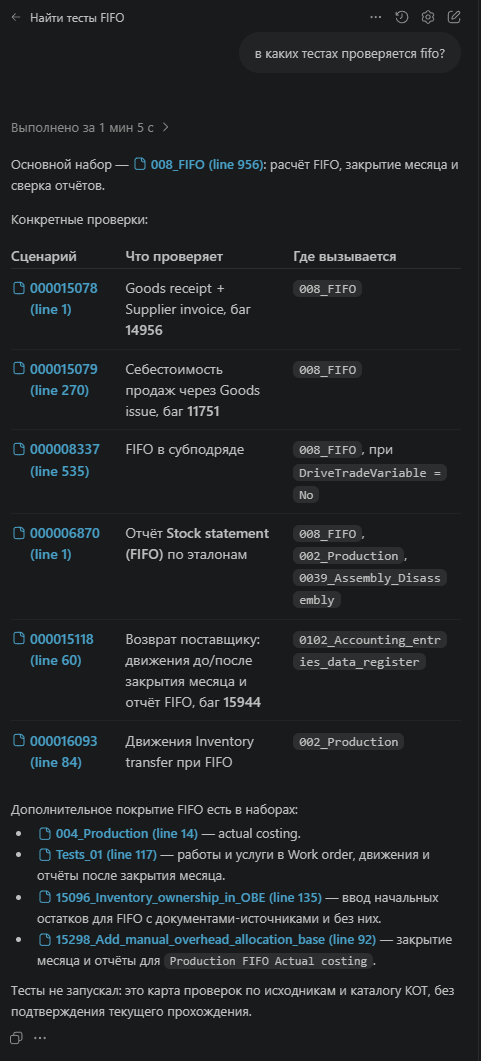 Найти тесты FIFO
в каких тестах проверяется fifo?
Выполнено за 1 мин 5 с
Основной набор — 008_FIFO (line 956): расчёт FIFO, закрытие месяца и
сверка отчётов.
Конкретные проверки:
Сценарий Что проверяет Где вызывается
000015078 Goods receipt + 008_FIFO
(line 1) Supplier invoice, баг
14956
000015079 Себестоимость 008_FIFO
(line 270) продаж через Goods
issue, баг 11751
000008337 FIFO в субподряде 008_FIFO, при
(line 535) DriveTradeVariable =
No
000006870 Отчёт Stock statement 008_FIFO,
(line 1) (FIFO) по эталонам 002_Production,
0039_Assembly_Disass
embly
000015118 Возврат поставщику: 0102_Accounting_entr
(line 60) движения до/после ies_data_register
закрытия месяца и
отчёт FIFO, баг 15944
000016093 Движения Inventory 002_Production
(line 84) transfer при FIFO
Дополнительное покрытие FIFO есть в наборах:
• 004_Production (line 14) — actual costing.
• Tests_01 (line 117) — работы и услуги в Work order, движения и
отчёты после закрытия месяца.
• 15096_Inventory_ownership_in_OBE (line 135) — ввод начальных
остатков для FIFO с документами-источниками и без них.
• 15298_Add_manual_overhead_allocation_base (line 92) — закрытие
месяца и отчёты для Production FIFO Actual costing.
Тесты не запускал: это карта проверок по исходникам и каталогу КОТ, без
подтверждения текущего прохождения.